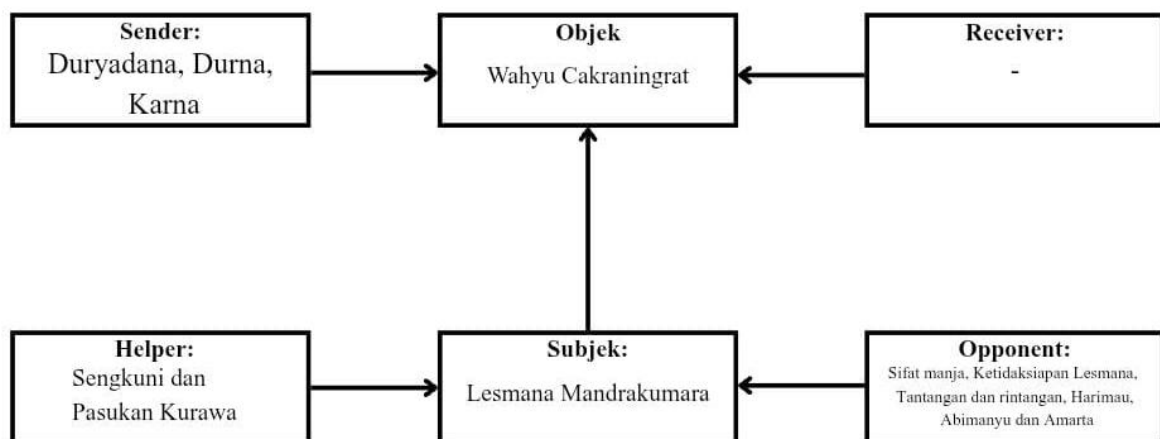 Sender:
Duryadana, Durna,
Karna
Objek
Wahyu Cakraningrat
Receiver:
-
Helper:
Sengkuni dan
Pasukan Kurawa
Subjek:
Lesmana Mandrakumara
Opponent:
Sifat manja, Ketidaksiapan Lesmana,
Tantangan dan rintangan, Harimau,
Abimanyu dan Amarta